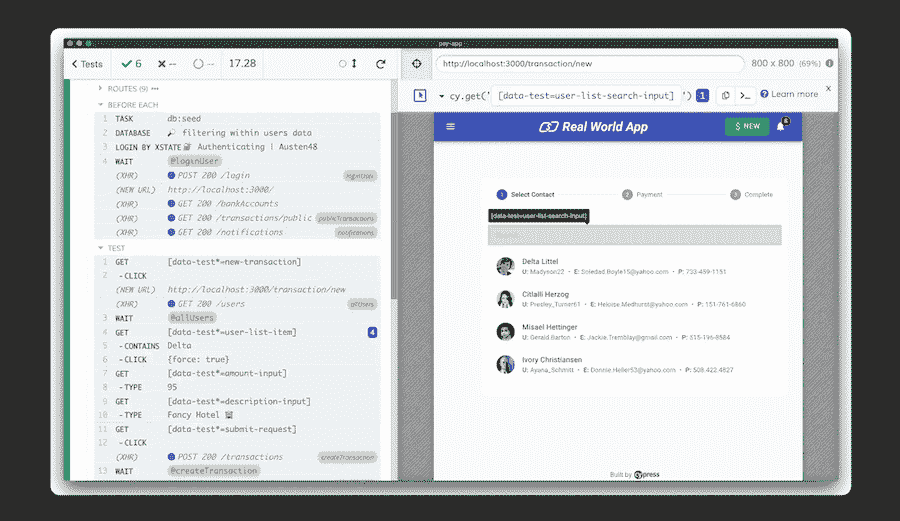 pay-app
Tests
6
--
--
17.28
http://localhost:3000/transaction/new
800 x 800 (69%)
cy.get(' [data-test=user-list-search-input] ') 1
Learn more
x
ROUTES (9)
BEFORE EACH
1 TASK db:seed
2 DATABASE filtering within users data
3 LOGIN BY XSTATE Authenticating | Austen48
4 WAIT @loginUser
(XHR) POST 200 /login
(NEW URL) http://localhost:3000/
(XHR) GET 200 /bankAccounts
(XHR) GET 200 /transactions/public publicTransactions
(XHR) GET 200 /notifications notifications
TEST
1 GET [data-test*=new-transaction]
2 -CLICK
(NEW URL) http://localhost:3000/transaction/new
(XHR) GET 200 /users allUsers
3 WAIT @allUsers
4 GET [data-test*=user-list-item] 4
5 -CONTAINS Delta
6 -CLICK {force: true}
7 GET [data-test*=amount-input]
8 -TYPE 95
9 GET [data-test*=description-input]
10 -TYPE Fancy Hotel
11 GET [data-test*=submit-request]
12 -CLICK
(XHR) POST 200 /transactions createTransaction
13 WAIT @createTransaction
Real World App
$ NEW
1 Select Contact
2 Payment
3 Complete
[data-test=user-list-search-input]
Delta Littel
U: Madyson22 • E: Soledad.Boyle15@yahoo.com • P: 733-459-1151
Citlalli Herzog
E: Heloise.Medhurst@yahoo.com • P: 151-761-6860
Misael Hettinger
U: Gerald.Barton • E: Jackie.Tremblay@gmail.com • P: 315-196-8584
Ivory Christiansen
U: Ayana_Schmitt • E: Donnie.Heller53@yahoo.com • P: 508.422.4827
Built by cypress